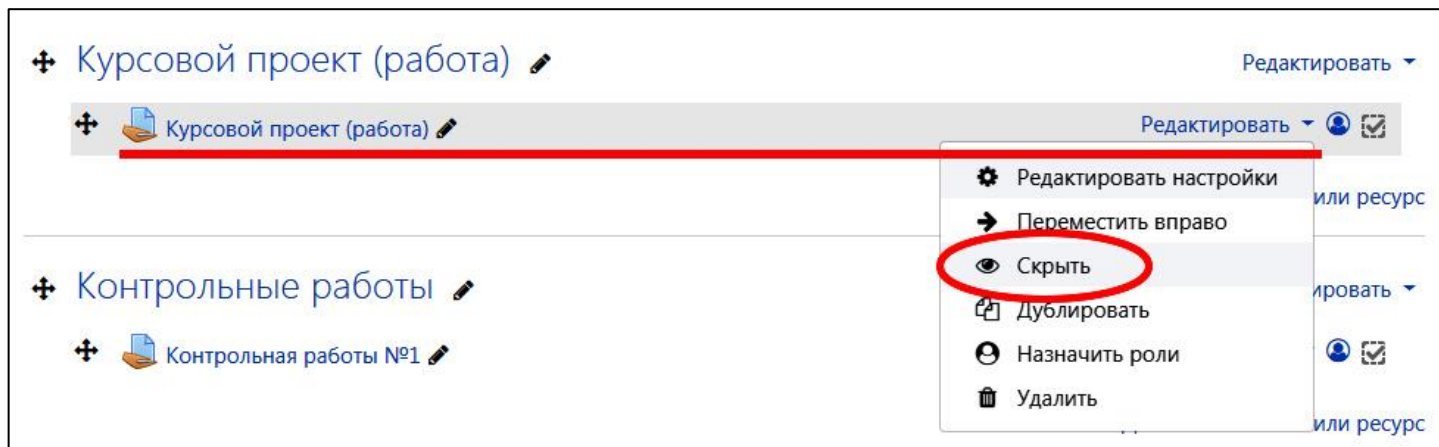 Курсовой проект (работа)
Редактировать
Курсовой проект (работа)
Редактировать
Редактировать настройки
или ресурс
Переместить вправо
Скрыть
Контрольные работы
ировать
Дублировать
Контрольная работы №1
Назначить роли
Удалить
или ресурс